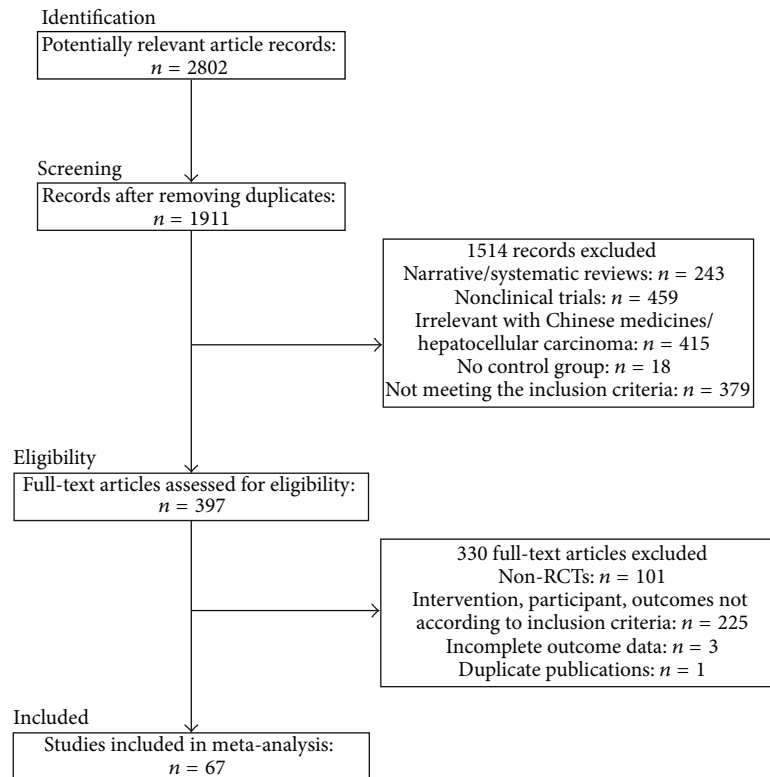 Identification
Potentially relevant article records:
n = 2802
Screening
Records after removing duplicates:
n = 1911
1514 records excluded
Narrative/systematic reviews: n = 243
Nonclinical trials: n = 459
Irrelevant with Chinese medicines/
hepatocellular carcinoma: n = 415
No control group: n = 18
Not meeting the inclusion criteria: n = 379
Eligibility
Full-text articles assessed for eligibility:
n = 397
330 full-text articles excluded
Non-RCTs: n = 101
Intervention, participant, outcomes not
according to inclusion criteria: n = 225
Incomplete outcome data: n = 3
Duplicate publications: n = 1
Included
Studies included in meta-analysis:
n = 67